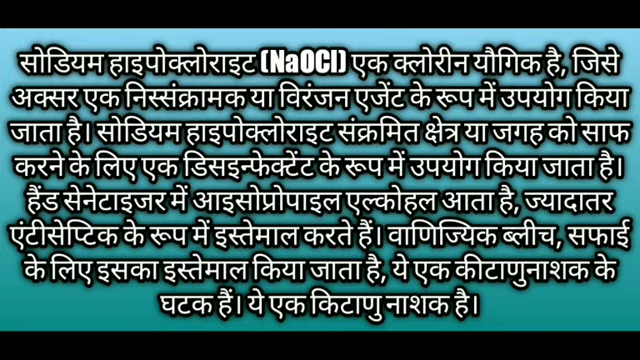 सोडियम हाइपोक्लोराइट (NaOCl) एक क्लोरीन यौगिक है, जिसे
अक्सर एक निस्संक्रामक या विरंजन एजेंट के रूप में उपयोग किया
जाता है। सोडियम हाइपोक्लोराइट संक्रमित क्षेत्र या जगह को साफ
करने के लिए एक डिसइन्फेक्टेंट के रूप में उपयोग किया जाता है।
हैंड सेनेटाइजर में आइसोप्रोपाइल एल्कोहल आता है, ज्यादातर
एंटीसेप्टिक के रूप में इस्तेमाल करते हैं। वाणिज्यिक ब्लीच, सफाई
के लिए इसका इस्तेमाल किया जाता है, ये एक कीटाणुनाशक के
घटक हैं। ये एक किटाणु नाशक है।